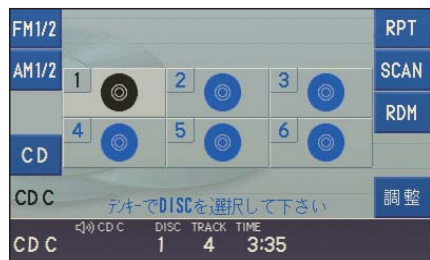 FM1/2
RPT
AM1/2
SCAN
1
2
3
RDM
4
5
6
CD
CD C
テンキーでDISCを選択して下さい
調整
CD C
DISC TRACK TIME
CD C
1 4 3:35